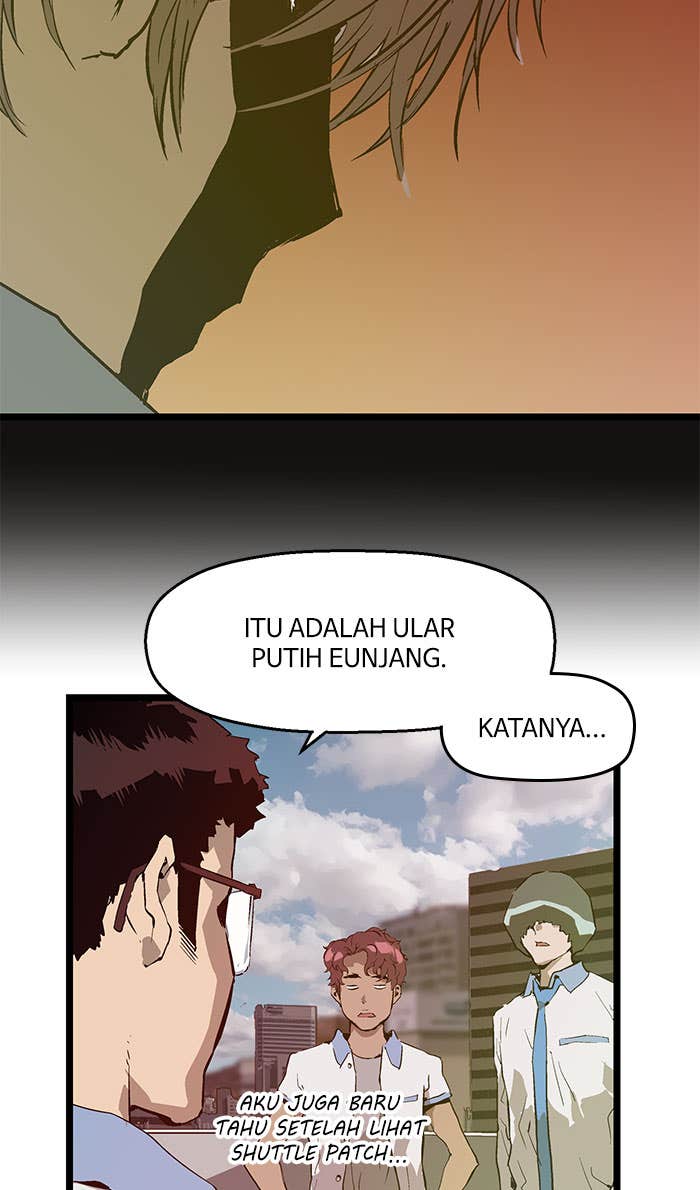 ITU ADALAH ULAR
PUTIH EUNJANG.
KATANYA...
AKU JUGA BARU
TAHU SETELAH LIHAT
SHUTTLE PATCH...